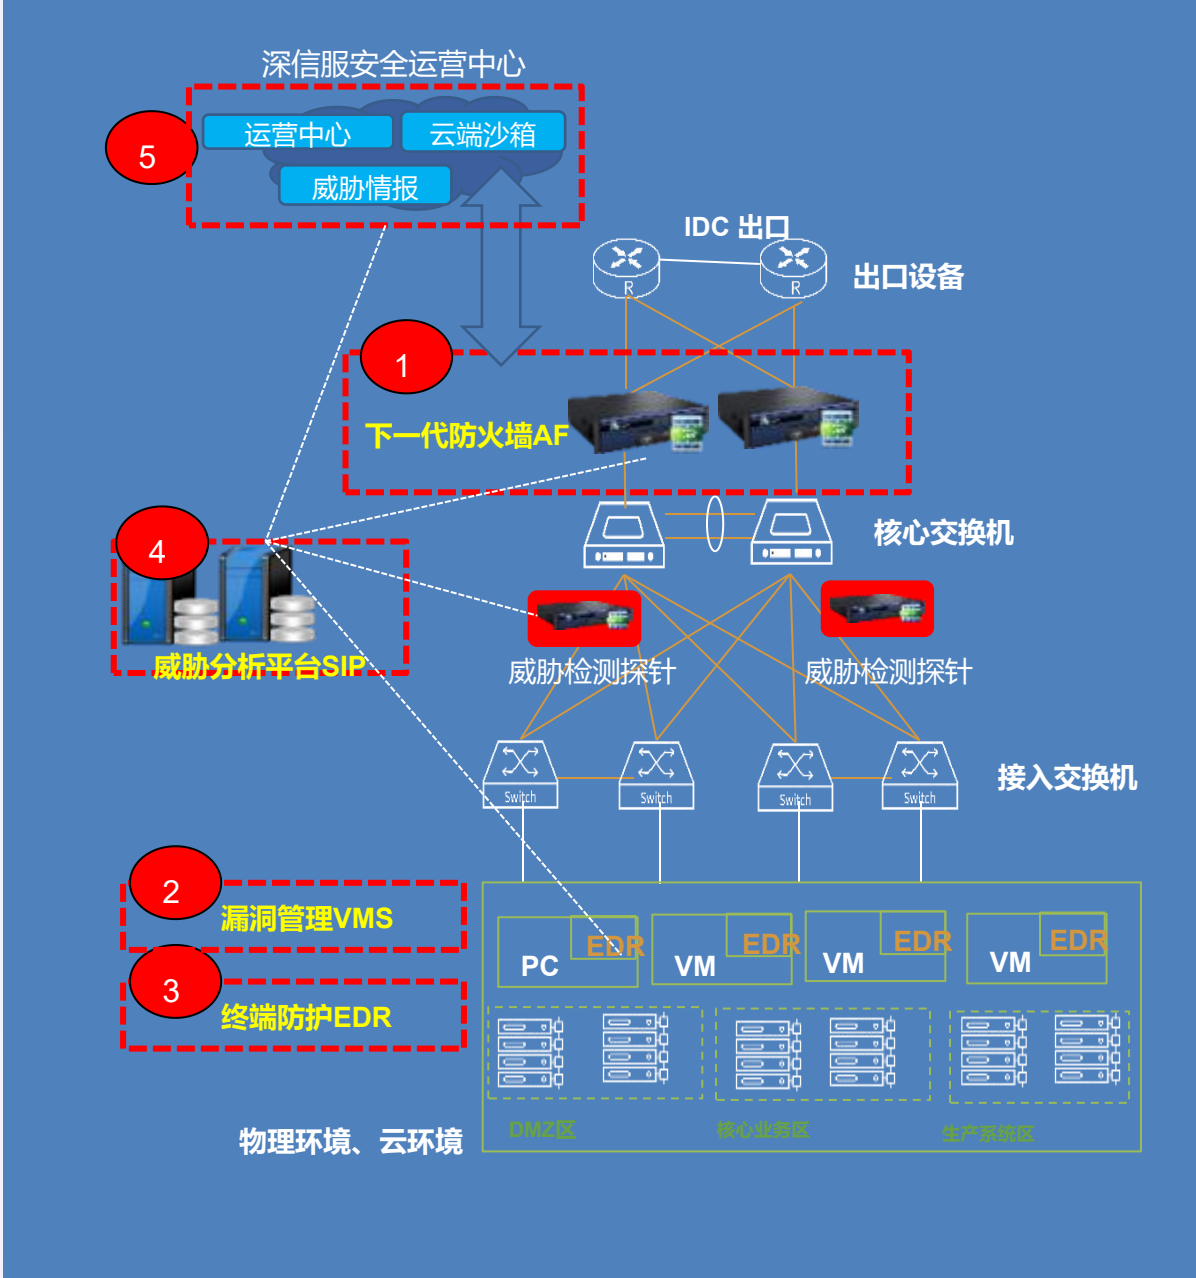 深信服安全运营中心
5
运营中心
云端沙箱
威胁情报
IDC 出口
R
R
出口设备
1
下一代防火墙AF
核心交换机
4
威胁分析平台SIP
威胁检测探针
威胁检测探针
Switch
Switch
Switch
Switch
接入交换机
2
漏洞管理VMS
3
终端防护EDR
EDR
PC
EDR
VM
EDR
VM
EDR
VM
DMZ区
核心业务区
生产系统区
物理环境、云环境